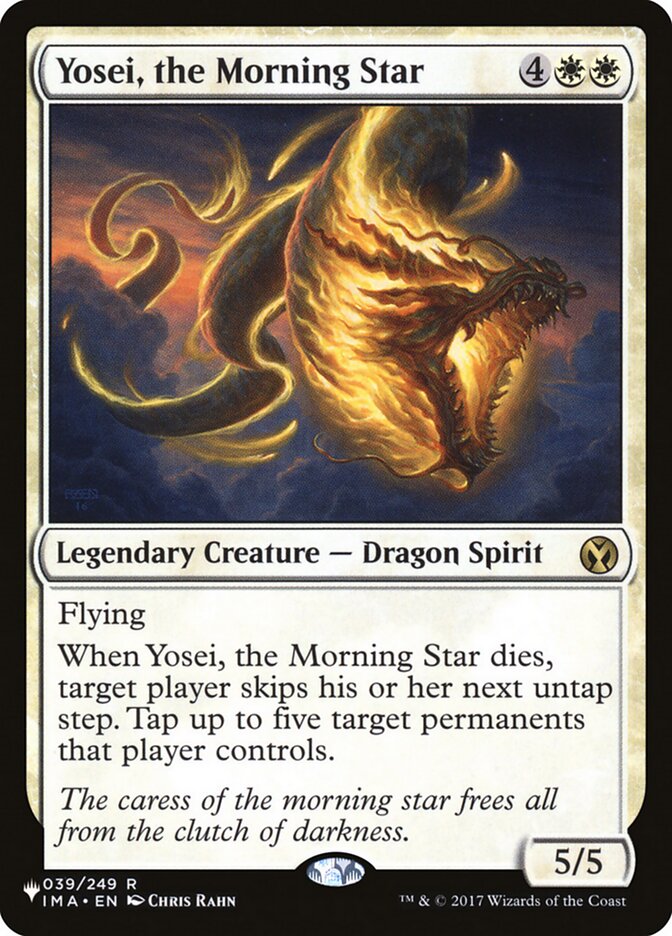 Yosei, the Morning Star 4
Legendary Creature — Dragon Spirit
Flying
When Yosei, the Morning Star dies,
target player skips his or her next untap
step. Tap up to five target permanents
that player controls.
The caress of the morning star frees all
from the clutch of darkness.
5/5
039/249 R
IMA • EN Chris Rahn
™ & © 2017 Wizards of the Coast